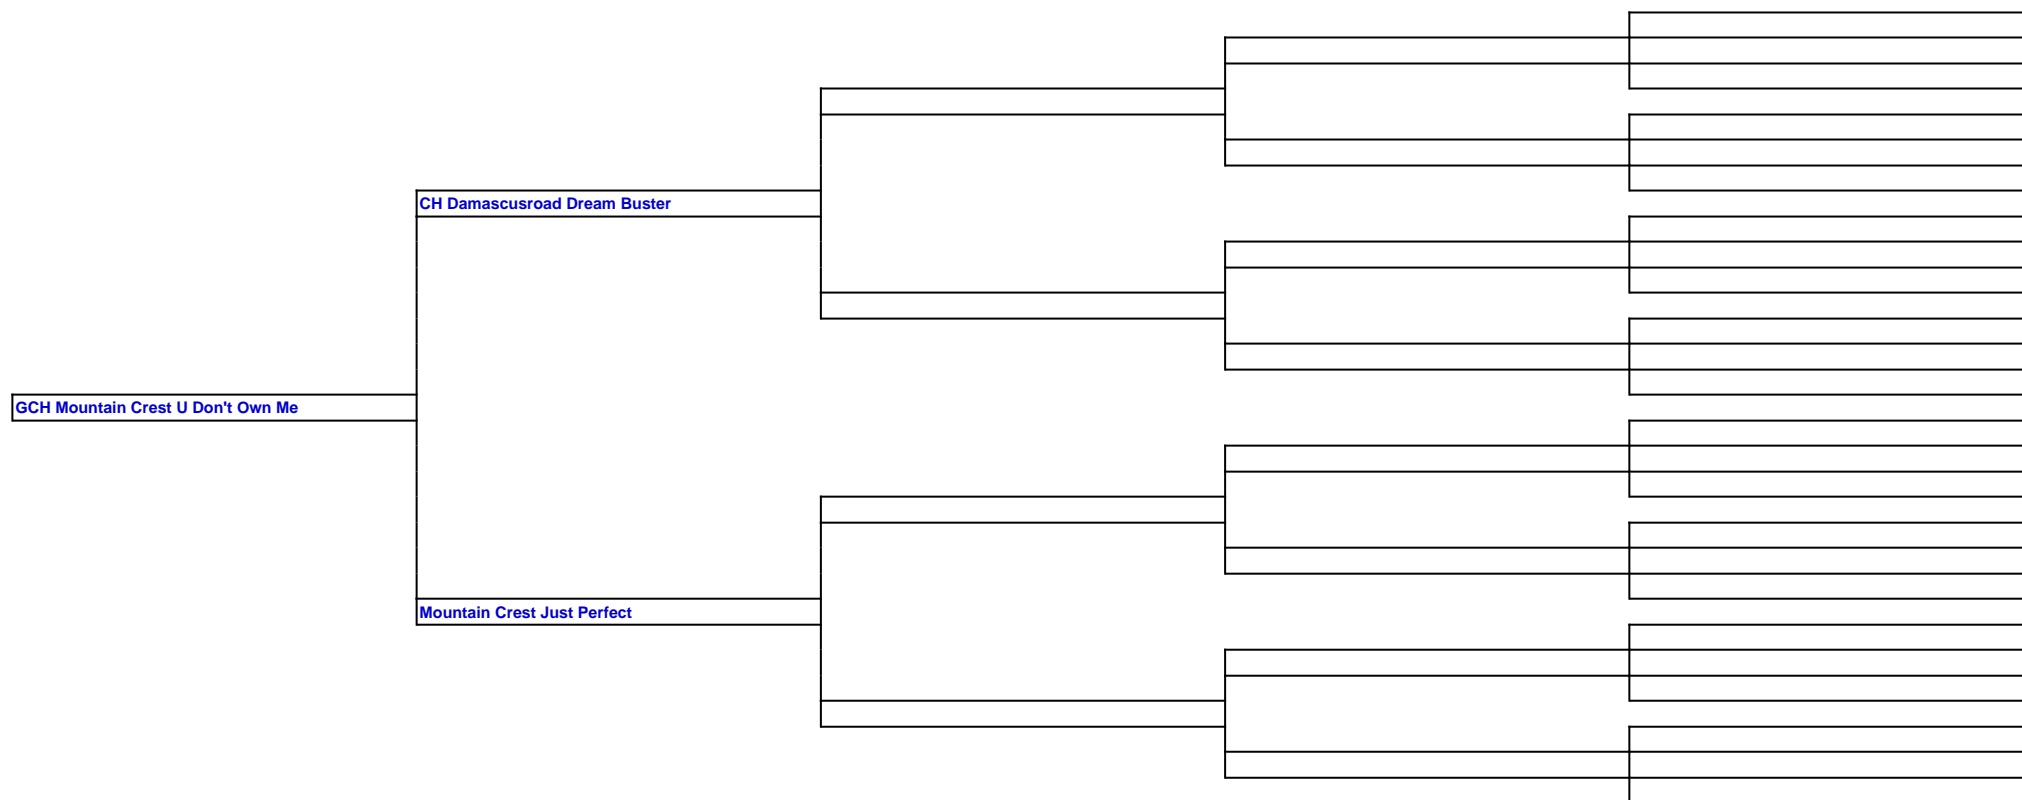 CH Damascusroad Dream Buster
GCH Mountain Crest U Don't Own Me
Mountain Crest Just Perfect